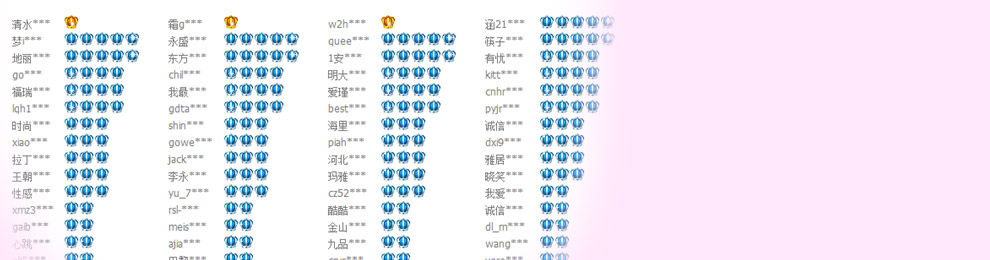 清水*** 霜g*** w2h*** 涵21***
梦i*** 永盛*** quee*** 筷子***
地丽*** 东方*** 1安*** 有忧***
go*** chil*** 明大*** kitt***
福瑞*** 我最*** 爱瑾*** cnhr***
lqh1*** gdta*** best*** pyjr***
时尚*** shin*** 海里*** 诚信***
xiao*** gowe*** piah*** dxi9***
拉丁*** jack*** 河北*** 雅居***
王朝*** 李永*** 玛雅*** 晓笑***
性感*** yu_7*** cz52*** 我爱***
xmz3*** rsl-*** 酷酷*** 诚信***
gaib*** meis*** 金山*** dl_m***
心跳*** ajia*** 九品*** wang***